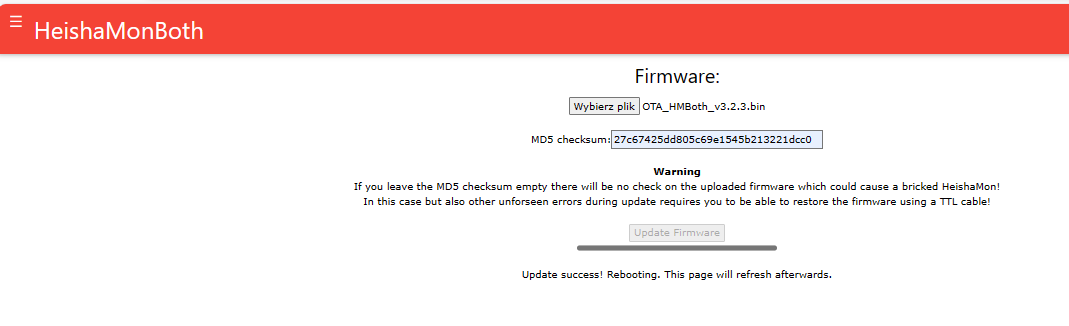 ☰ HeishaMonBoth
Firmware:
Wybierz plik OTA_HMBoth_v3.2.3.bin
MD5 checksum: 27c67425dd805c69e1545b213221dcc0
Warning
If you leave the MD5 checksum empty there will be no check on the uploaded firmware which could cause a bricked HeishaMon!
In this case but also other unforseen errors during update requires you to be able to restore the firmware using a TTL cable!
Update Firmware
Update success! Rebooting. This page will refresh afterwards.